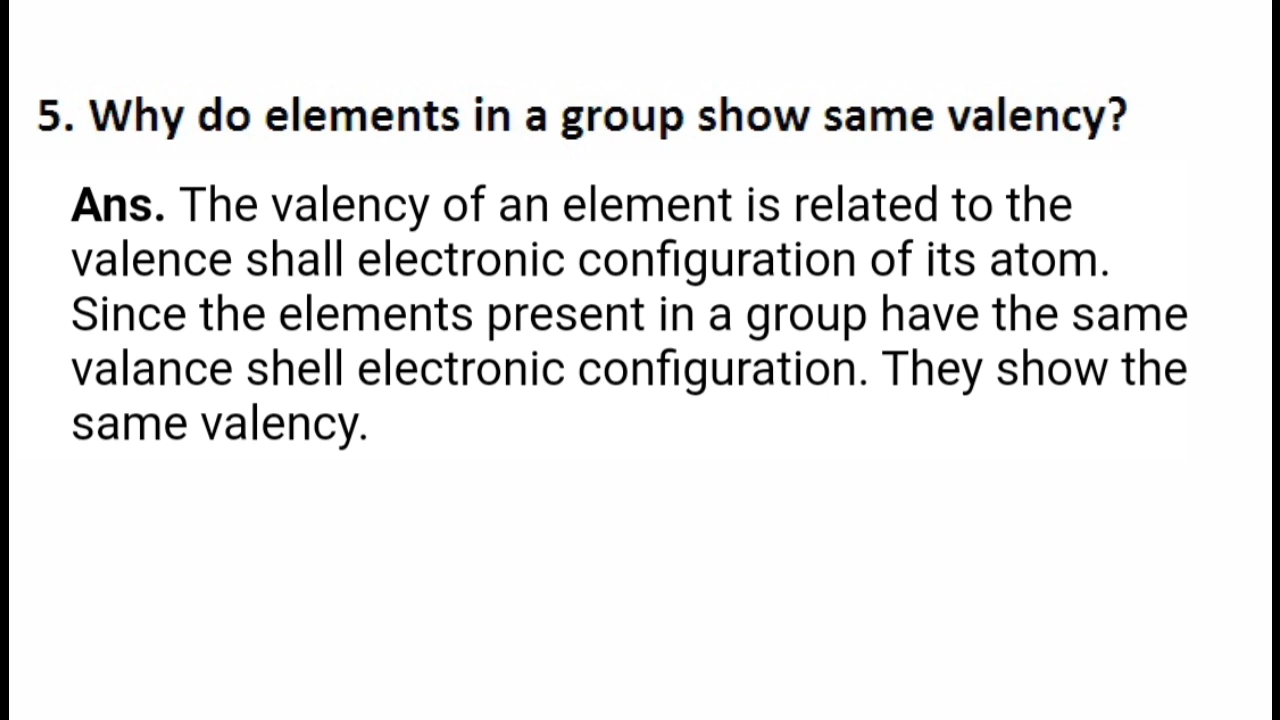 5. Why do elements in a group show same valency?
Ans. The valency of an element is related to the
valence shall electronic configuration of its atom.
Since the elements present in a group have the same
valance shell electronic configuration. They show the
same valency.